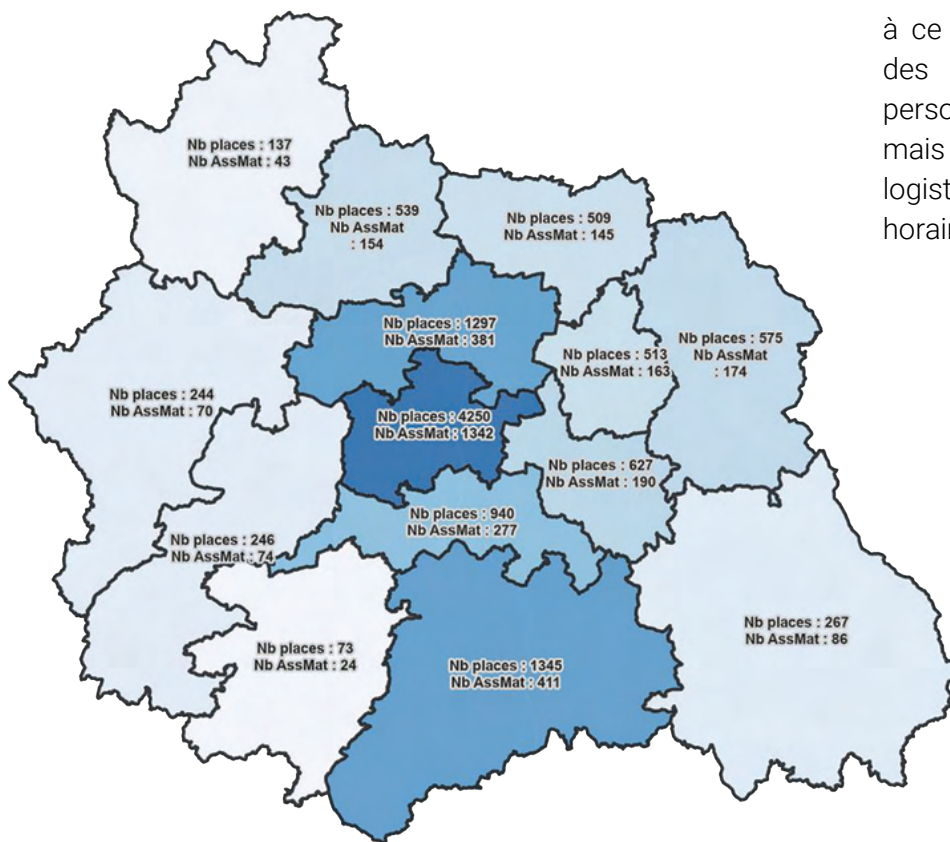 à ce
des
perso
mais
logist
horair
Nb places : 137
Nb AssMat : 43
Nb places : 539
Nb AssMat
: 154
Nb places : 509
Nb AssMat : 145
Nb places : 1297
Nb AssMat : 381
Nb places : 513
Nb AssMat : 163
Nb places : 575
Nb AssMat
: 174
Nb places : 244
Nb AssMat : 70
Nb places : 4250
Nb AssMat : 1342
Nb places : 627
Nb AssMat : 190
Nb places : 246
Nb AssMat : 74
Nb places : 940
Nb AssMat : 277
Nb places : 73
Nb AssMat : 24
Nb places : 1345
Nb AssMat : 411
Nb places : 267
Nb AssMat : 86